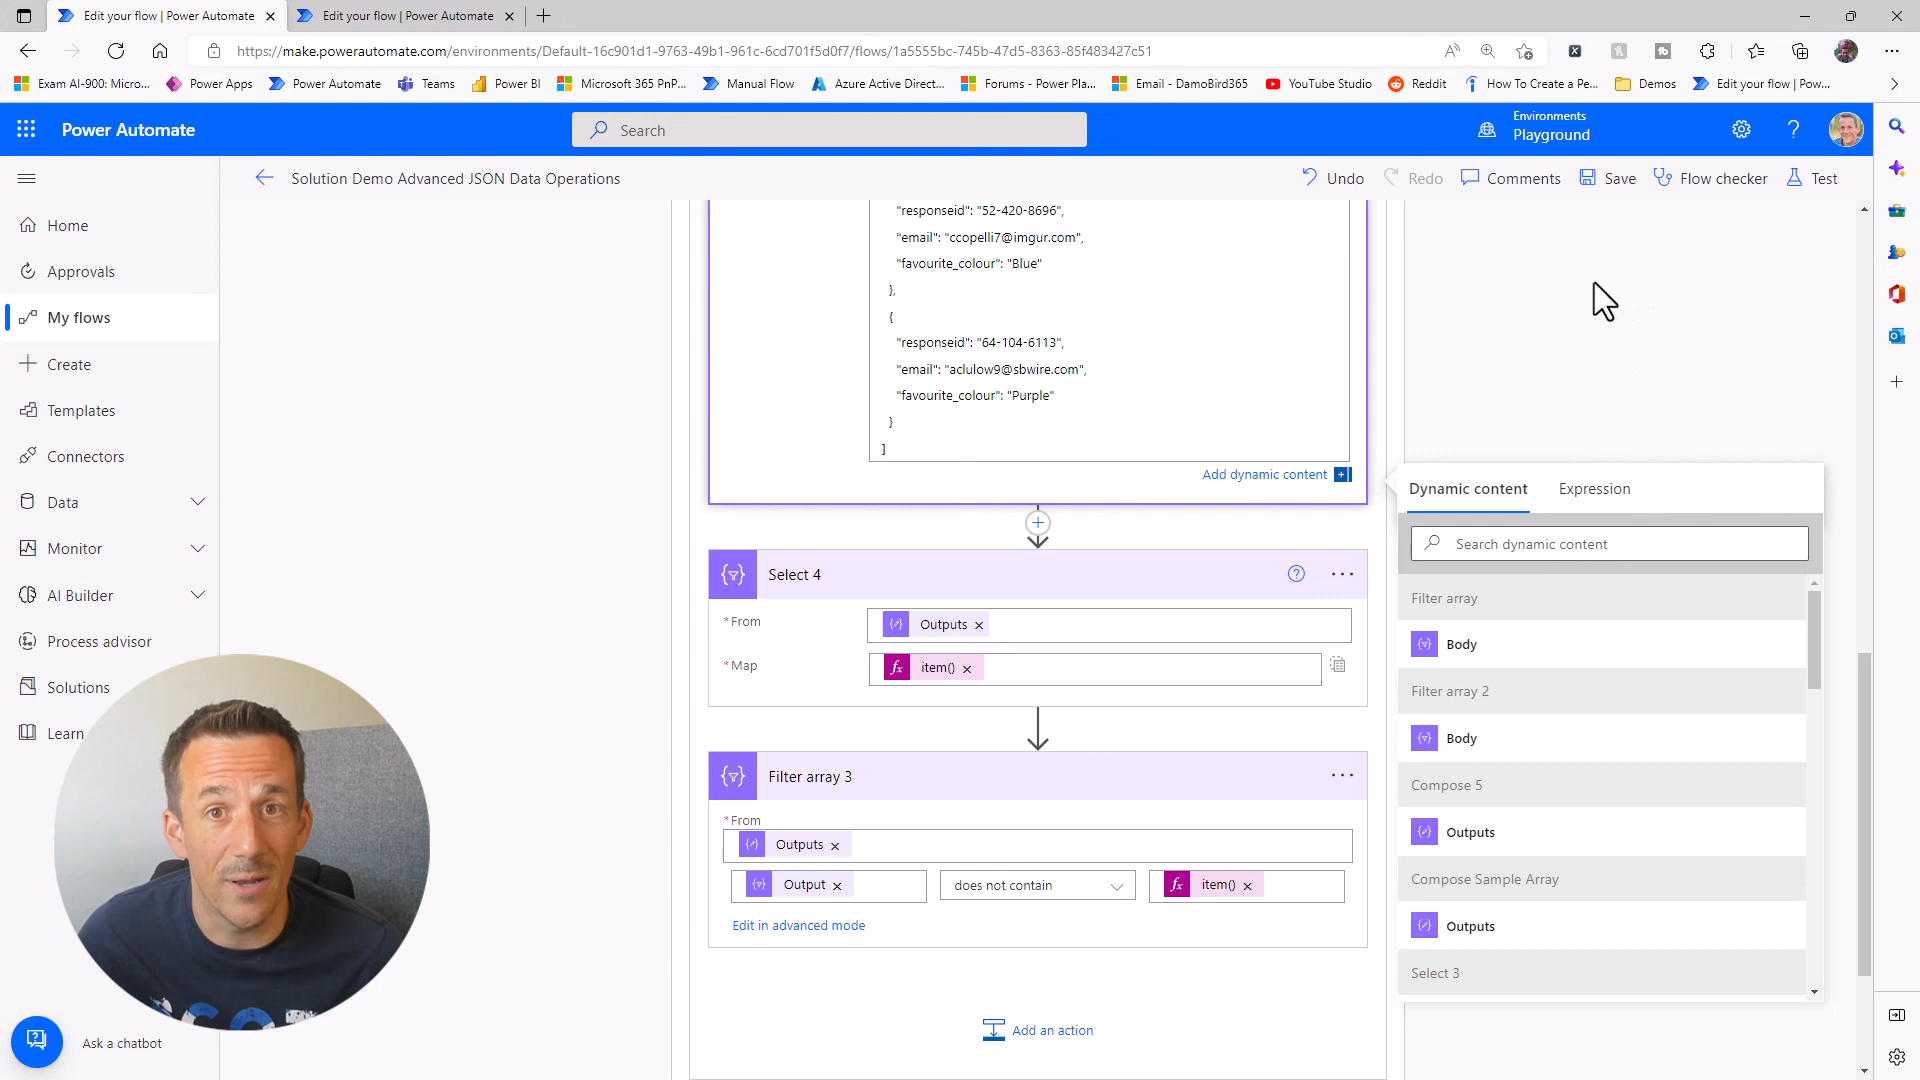 Edit your flow | Power Automate
Edit your flow | Power Automate
https://make.powerautomate.com/environments/Default-16c901d1-9763-49b1-961c-6cd701f5d0f7/flows/1a5555bc-745b-47d5-8363-85f483427c51
Exam AI-900: Micro...
Power Apps
Power Automate
Teams
Power BI
Microsoft 365 PnP...
Manual Flow
Azure Active Direct...
Forums - Power Pla...
Email - DamoBird365
YouTube Studio
Reddit
How To Create a Pe...
Demos
Edit your flow | Pow...
Power Automate
Search
Environments
Playground
Solution Demo Advanced JSON Data Operations
Undo
Redo
Comments
Save
Flow checker
Test
Home
Approvals
My flows
Create
Templates
Connectors
Data
Monitor
AI Builder
Process advisor
Solutions
Learn
Ask a chatbot
"responseid": "52-420-8696",
"email": "ccopelli7@imgur.com",
"favourite_colour": "Blue"
},
{
"responseid": "64-104-6113",
"email": "aclulow9@sbwire.com",
"favourite_colour": "Purple"
}
]
Add dynamic content
Select 4
* From
Outputs
* Map
fx item()
Filter array 3
* From
Outputs
Output
does not contain
fx item()
Edit in advanced mode
Add an action
Dynamic content
Expression
Search dynamic content
Filter array
Body
Filter array 2
Body
Compose 5
Outputs
Compose Sample Array
Outputs
Select 3